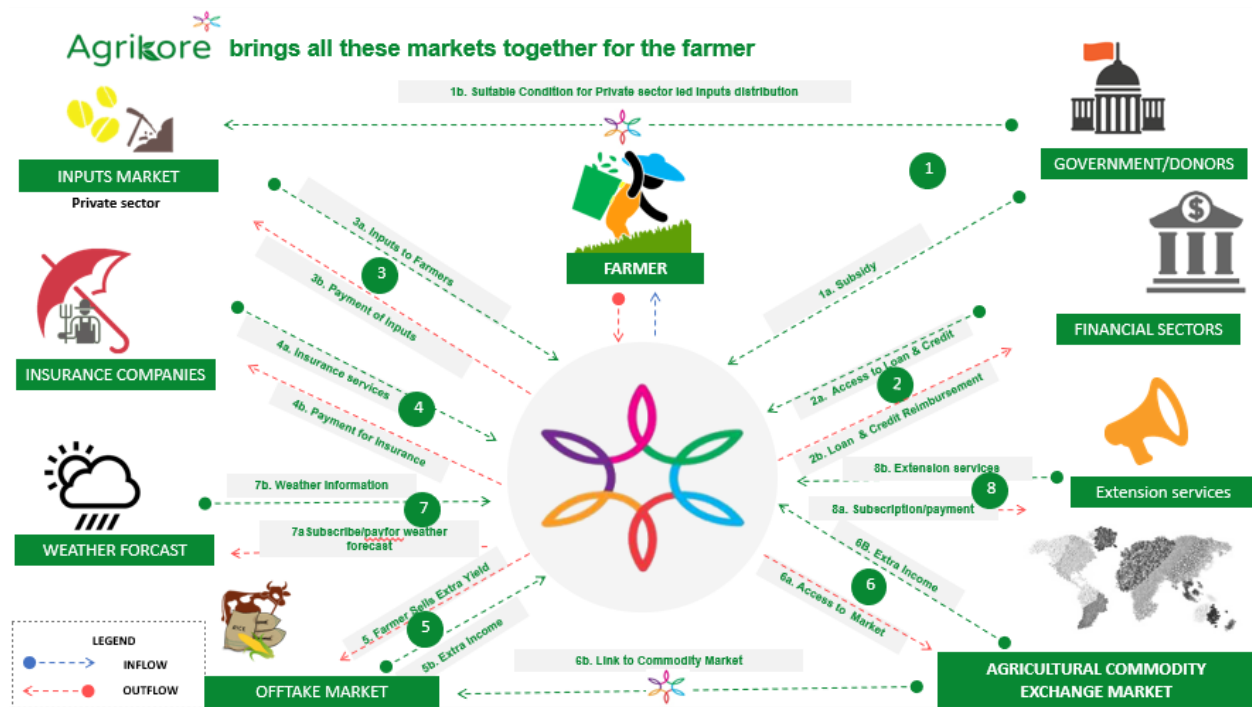 Agrikore brings all these markets together for the farmer
1b. Suitable Condition for Private sector led inputs distribution
INPUTS MARKET
Private sector
GOVERNMENT/DONORS
1
FARMER
3a. Inputs to Farmers
3
3b. Payment of Inputs
1a. Subsidy
$
FINANCIAL SECTORS
INSURANCE COMPANIES
4a. Insurance services
4
4b. Payment for Insurance
2a. Access to Loan & Credit
2
2b. Loan & Credit Reimbursement
7b. Weather Information
7
7a Subscribe/payfor weather
forecast
WEATHER FORCAST
8b. Extension services
8
8a. Subscription/payment
Extension services
6B. Extra Income
6
6a. Access to Market
5, Farmer Sells Extra Yield
5
5b. Extra Income
LEGEND
INFLOW
OUTFLOW
OFFTAKE MARKET
6b. Link to Commodity Market
AGRICULTURAL COMMODITY
EXCHANGE MARKET